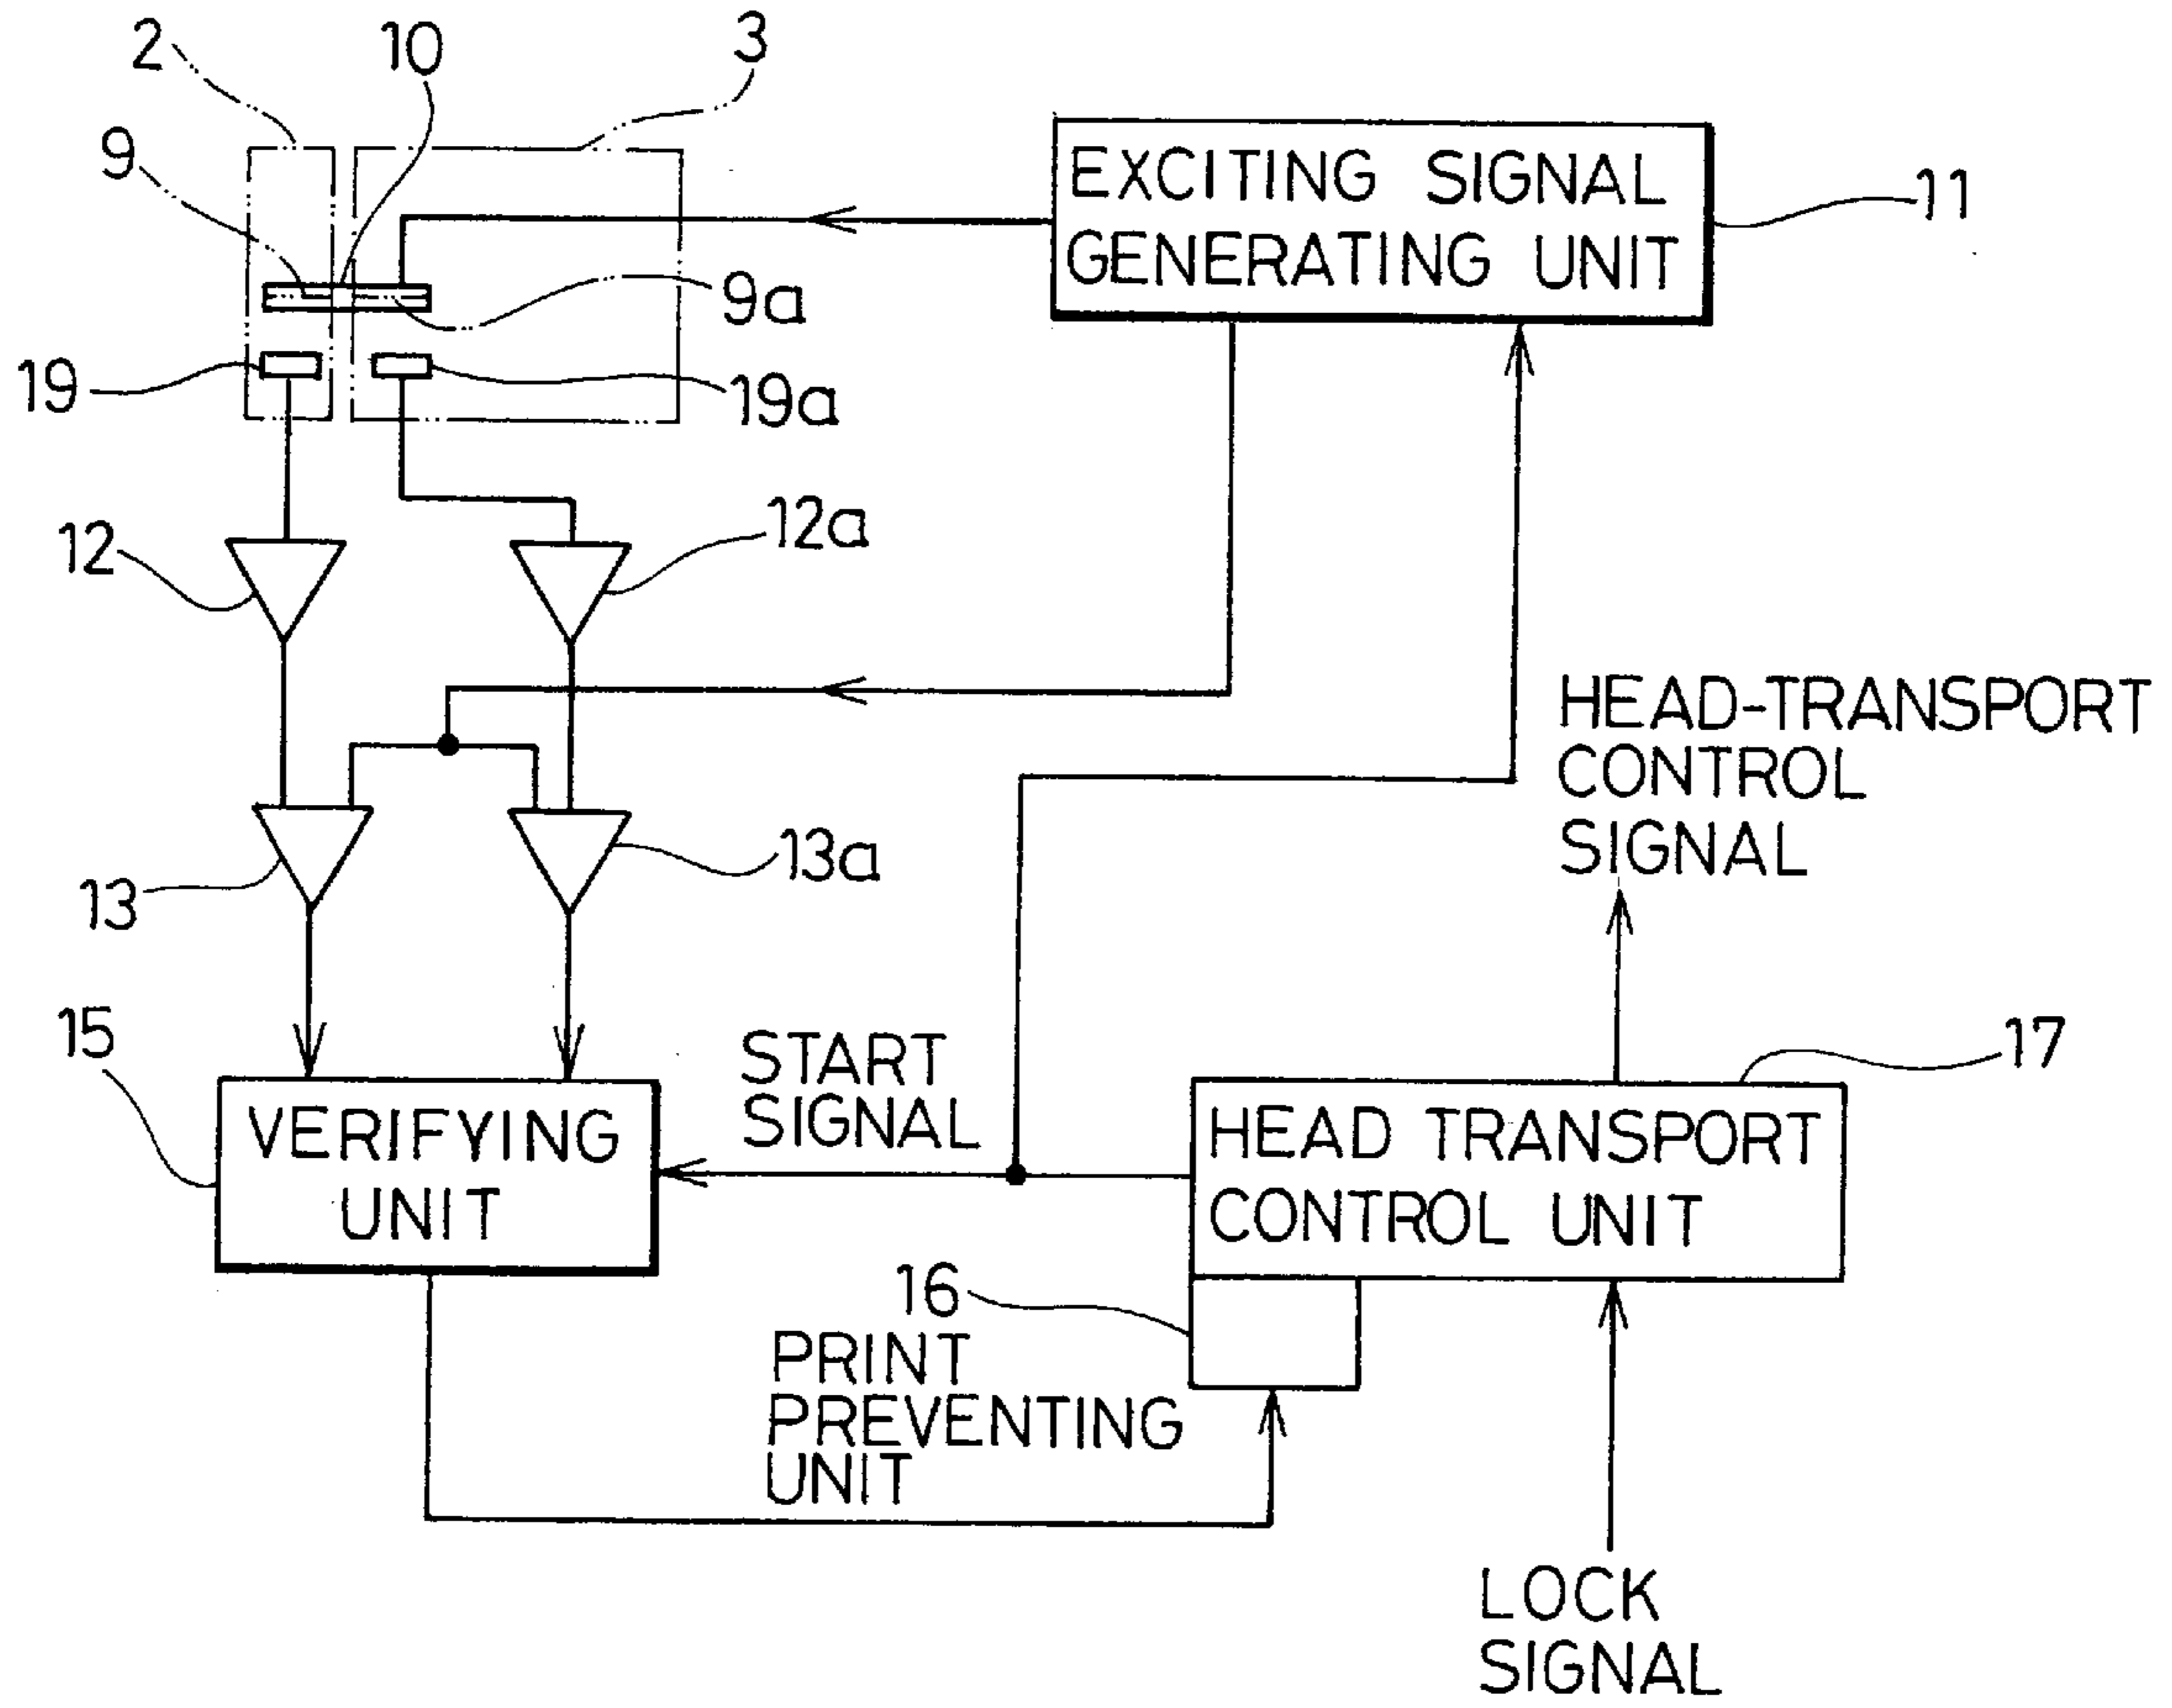 2
10
3
9
EXCITING SIGNAL
GENERATING UNIT
11
9a
19
19a
12
12a
HEAD-TRANSPORT
CONTROL
SIGNAL
13
13a
15
START
SIGNAL
17
VERIFYING
UNIT
HEAD TRANSPORT
CONTROL UNIT
16
PRINT
PREVENTING
UNIT
LOCK
SIGNAL